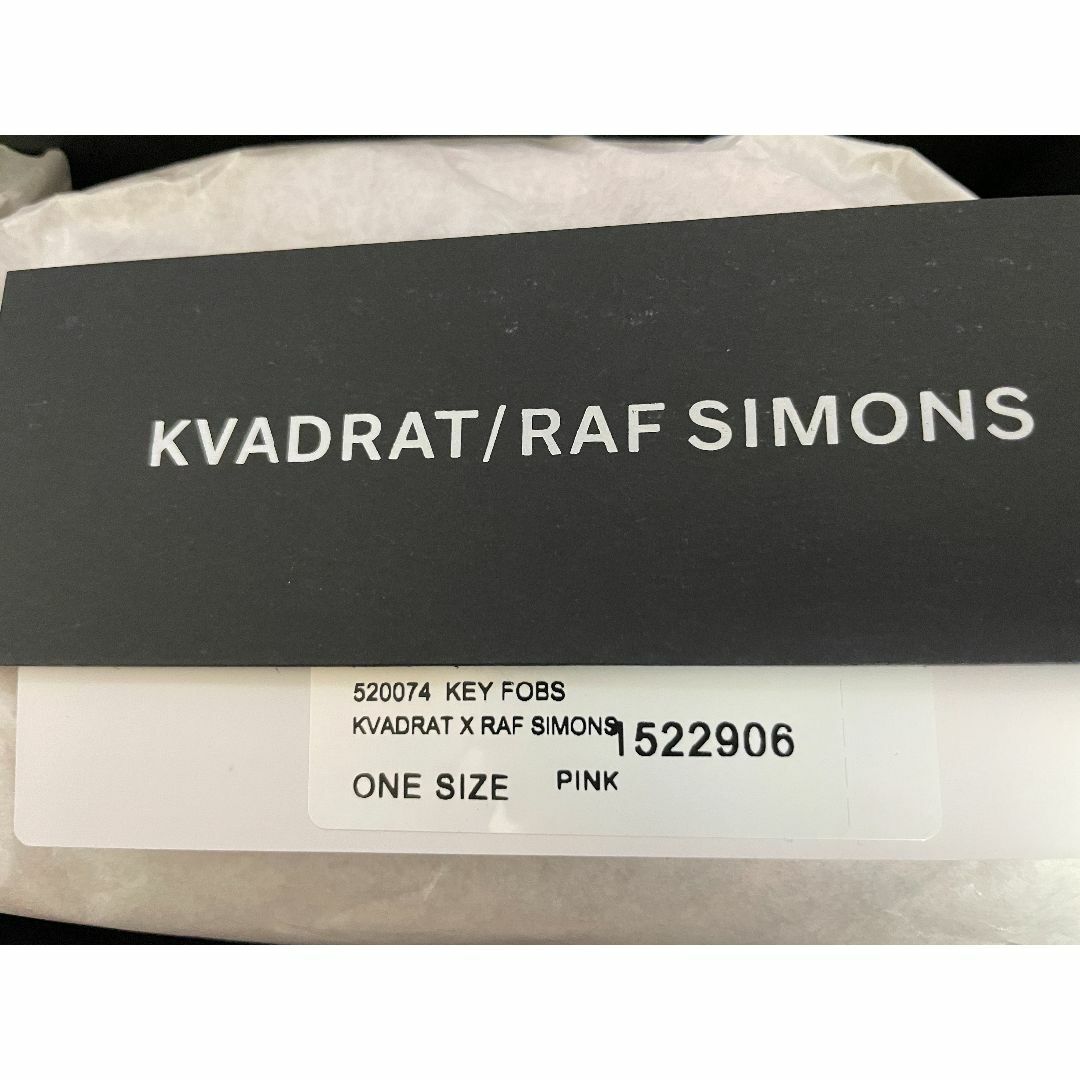 KVADRAT/RAF SIMONS
520074 KEY FOBS
KVADRAT X RAF SIMONS
1522906
ONE SIZE PINK